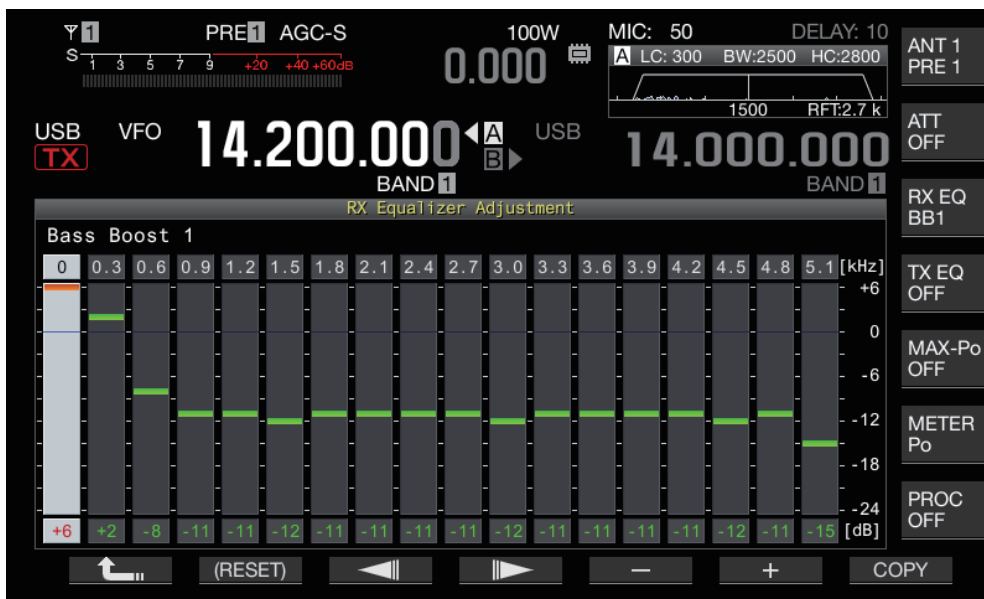 1 PRE1 AGC-S 100W MIC: 50 DELAY: 10
S 1 3 5 7 9 +20 +40 +60dB 0.000 A LC: 300 BW:2500 HC:2800
1500 RFT:2.7 k
USB VFO 14.200.000 A USB 14.000.000
TX B
BAND 1 BAND 1
RX Equalizer Adjustment
Bass Boost 1
0 0.3 0.6 0.9 1.2 1.5 1.8 2.1 2.4 2.7 3.0 3.3 3.6 3.9 4.2 4.5 4.8 5.1 [kHz]
+6
0
-6
-12
-18
-24
+6 +2 -8 -11 -11 -12 -11 -11 -11 -11 -12 -11 -11 -11 -11 -12 -11 -15 [dB]
ANT 1
PRE 1
ATT
OFF
RX EQ
BB1
TX EQ
OFF
MAX-Po
OFF
METER
Po
PROC
OFF
(RESET) − + COPY